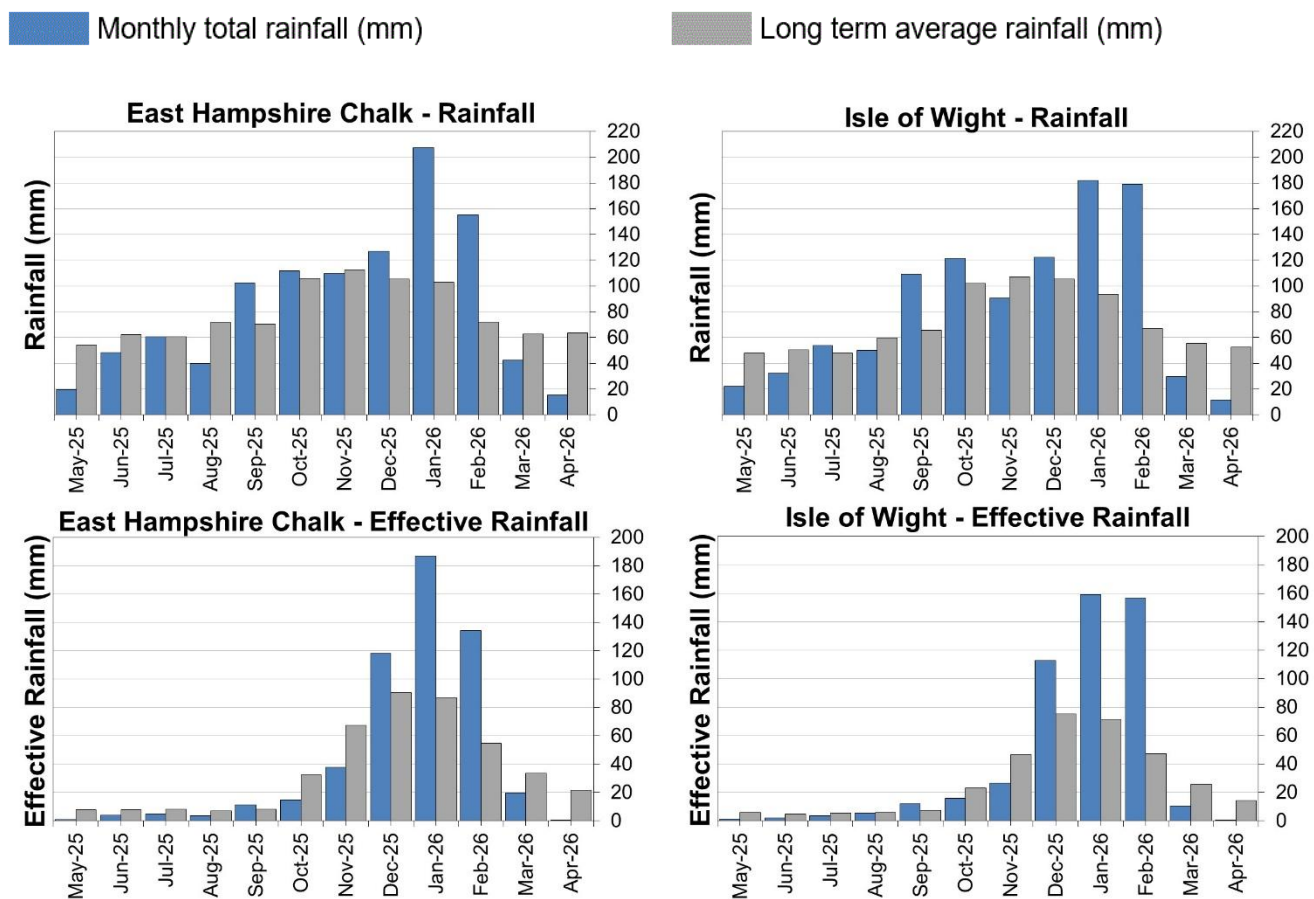 Monthly total rainfall (mm)
Long term average rainfall (mm)
East Hampshire Chalk - Rainfall
Rainfall (mm)
220
200
180
160
140
120
100
80
60
40
20
0
May-25
Jun-25
Jul-25
Aug-25
Sep-25
Oct-25
Nov-25
Dec-25
Jan-26
Feb-26
Mar-26
Apr-26
Isle of Wight - Rainfall
Rainfall (mm)
220
200
180
160
140
120
100
80
60
40
20
0
May-25
Jun-25
Jul-25
Aug-25
Sep-25
Oct-25
Nov-25
Dec-25
Jan-26
Feb-26
Mar-26
Apr-26
East Hampshire Chalk - Effective Rainfall
Effective Rainfall (mm)
200
180
160
140
120
100
80
60
40
20
0
May-25
Jun-25
Jul-25
Aug-25
Sep-25
Oct-25
Nov-25
Dec-25
Jan-26
Feb-26
Mar-26
Apr-26
Isle of Wight - Effective Rainfall
Effective Rainfall (mm)
200
180
160
140
120
100
80
60
40
20
0
May-25
Jun-25
Jul-25
Aug-25
Sep-25
Oct-25
Nov-25
Dec-25
Jan-26
Feb-26
Mar-26
Apr-26